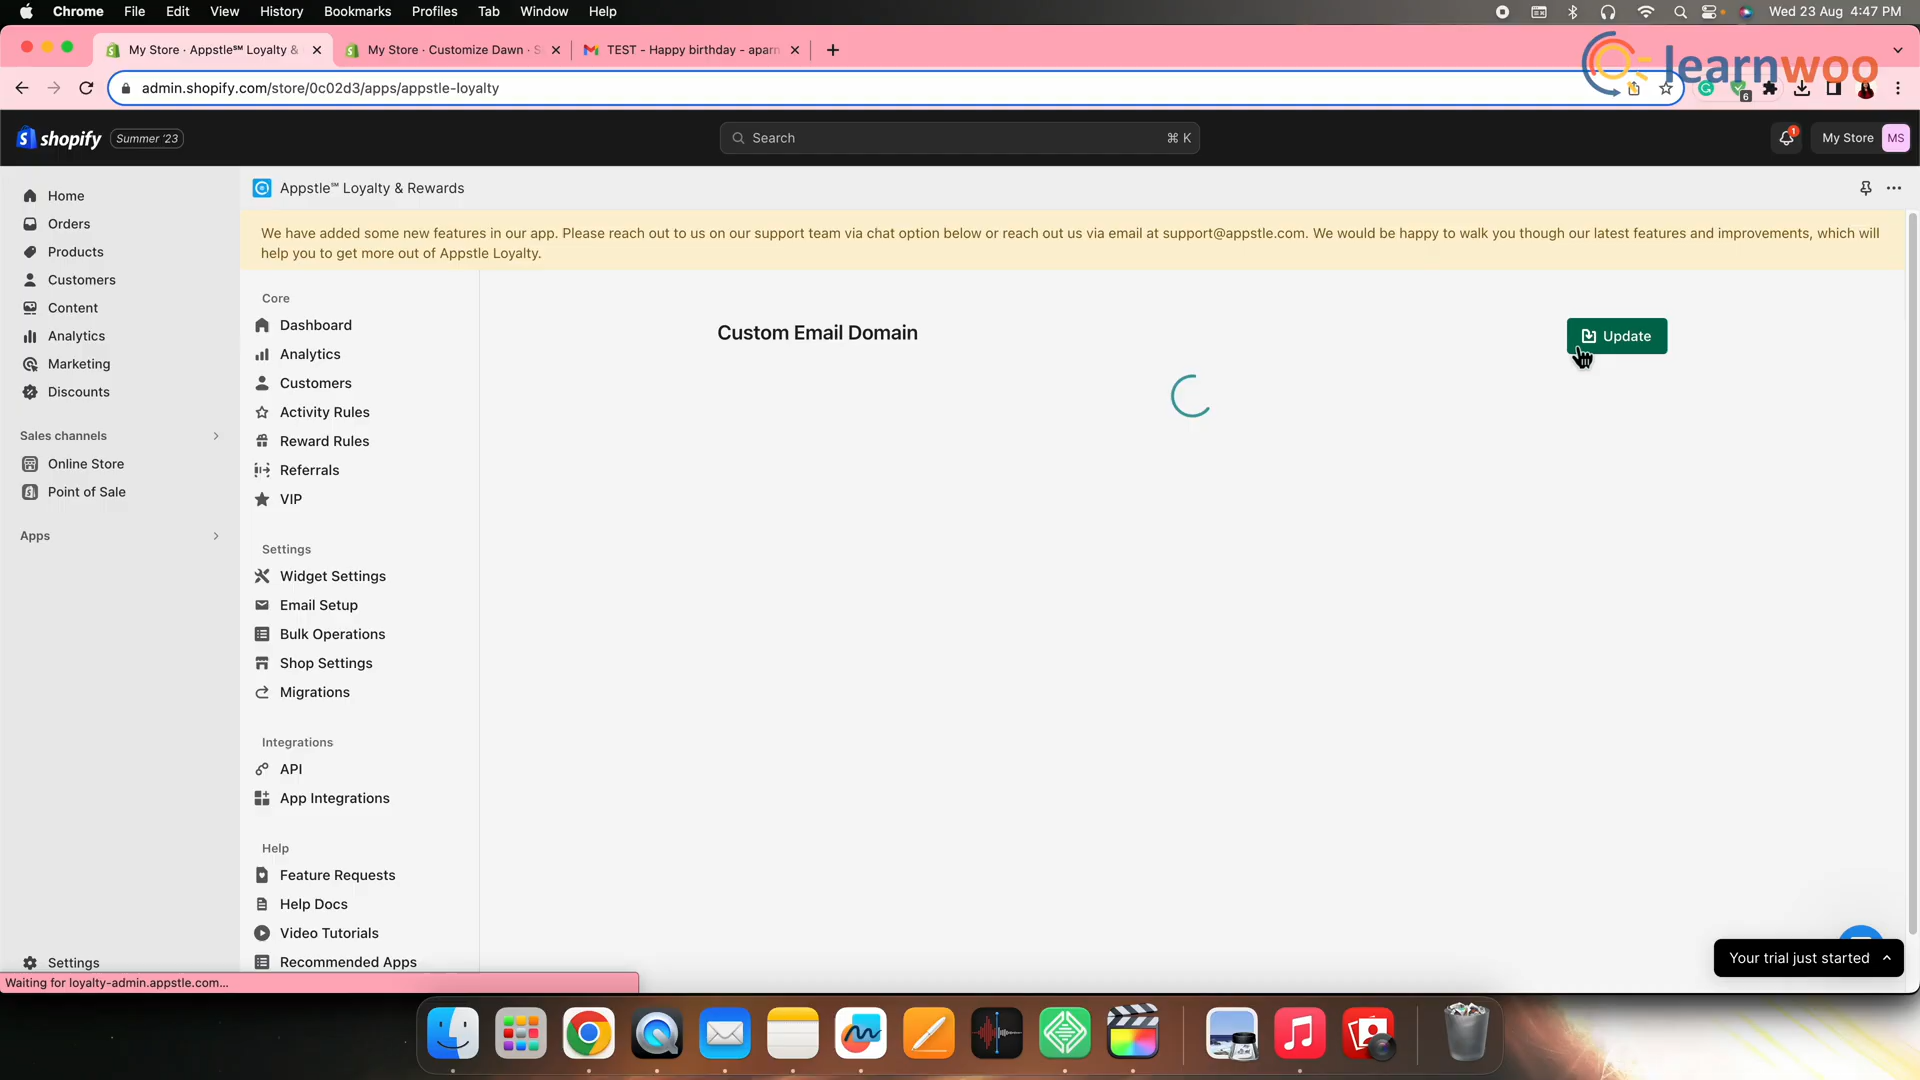 Chrome File Edit View History Bookmarks Profiles Tab Window Help Wed 23 Aug 4:47 PM
My Store · Appstle℠ Loyalty & My Store · Customize Dawn · S TEST - Happy birthday - aparn
learnwoo
admin.shopify.com/store/0c02d3/apps/appstle-loyalty 6
shopify Summer '23 Search ⌘ K 1 My Store MS
Appstle℠ Loyalty & Rewards
We have added some new features in our app. Please reach out to us on our support team via chat option below or reach out us via email at support@appstle.com. We would be happy to walk you though our latest features and improvements, which will
help you to get more out of Appstle Loyalty.
Home
Orders
Products
Customers
Content
Analytics
Marketing
Discounts
Sales channels
Online Store
Point of Sale
Apps
Settings
Core
Dashboard
Analytics
Customers
Activity Rules
Reward Rules
Referrals
VIP
Settings
Widget Settings
Email Setup
Bulk Operations
Shop Settings
Migrations
Integrations
API
App Integrations
Help
Feature Requests
Help Docs
Video Tutorials
Recommended Apps
Custom Email Domain
Update
Your trial just started
Waiting for loyalty-admin.appstle.com...